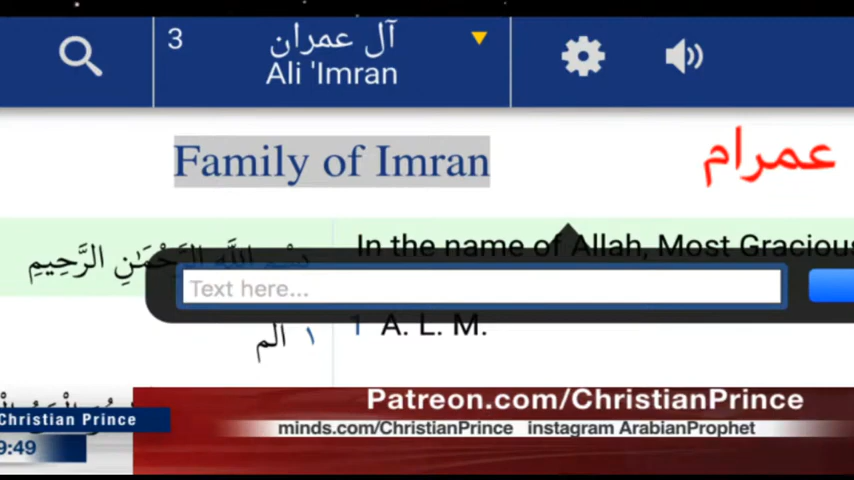 3
آل عمران
Ali 'Imran
Family of Imran
عمرام
In the name of Allah, Most Gracious
الرَّحِيمِ
Text here...
1 A. L. M.
١ الم
Patreon.com/ChristianPrince
Christian Prince
minds.com/ChristianPrince instagram ArabianProphet
9:49